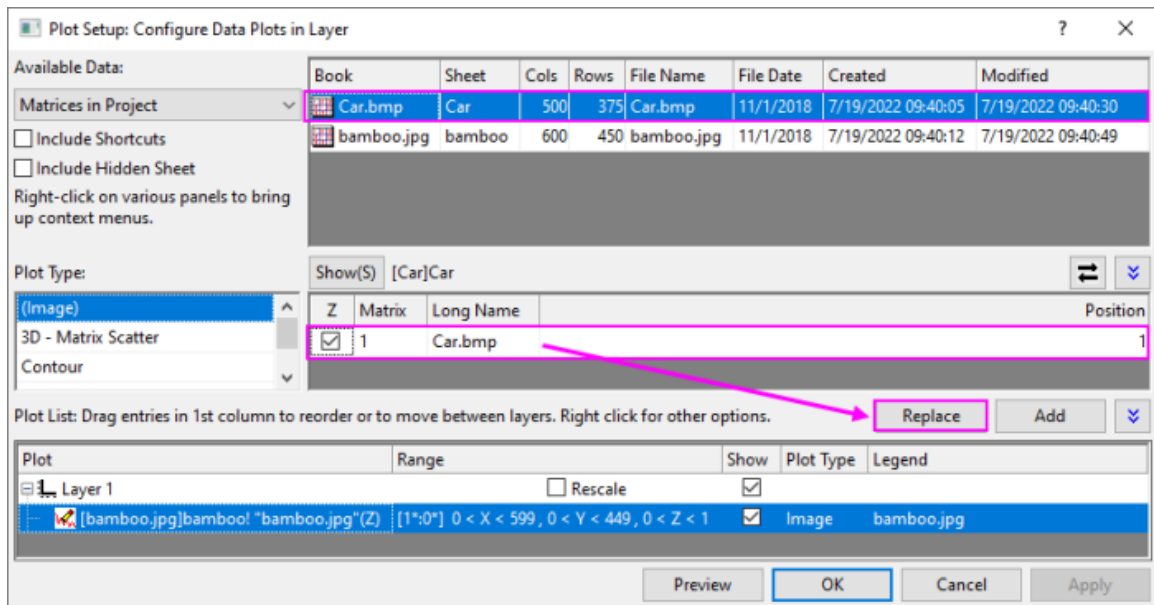 Plot Setup: Configure Data Plots in Layer ?
Available Data:
Matrices in Project
Include Shortcuts
Include Hidden Sheet
Right-click on various panels to bring
up context menus.
Book Sheet Cols Rows File Name File Date Created Modified
Car.bmp Car 500 375 Car.bmp 11/1/2018 7/19/2022 09:40:05 7/19/2022 09:40:30
bamboo.jpg bamboo 600 450 bamboo.jpg 11/1/2018 7/19/2022 09:40:12 7/19/2022 09:40:49
Plot Type:
(Image)
3D - Matrix Scatter
Contour
Show(S) [Car]Car
Z Matrix Long Name Position
1 Car.bmp 1
Plot List: Drag entries in 1st column to reorder or to move between layers. Right click for other options. Replace Add
Plot Range Show Plot Type Legend
Layer 1 Rescale
[bamboo.jpg]bamboo! "bamboo.jpg"(Z) [1*:0*] 0 < X < 599 , 0 < Y < 449 , 0 < Z < 1 Image bamboo.jpg
Preview OK Cancel Apply